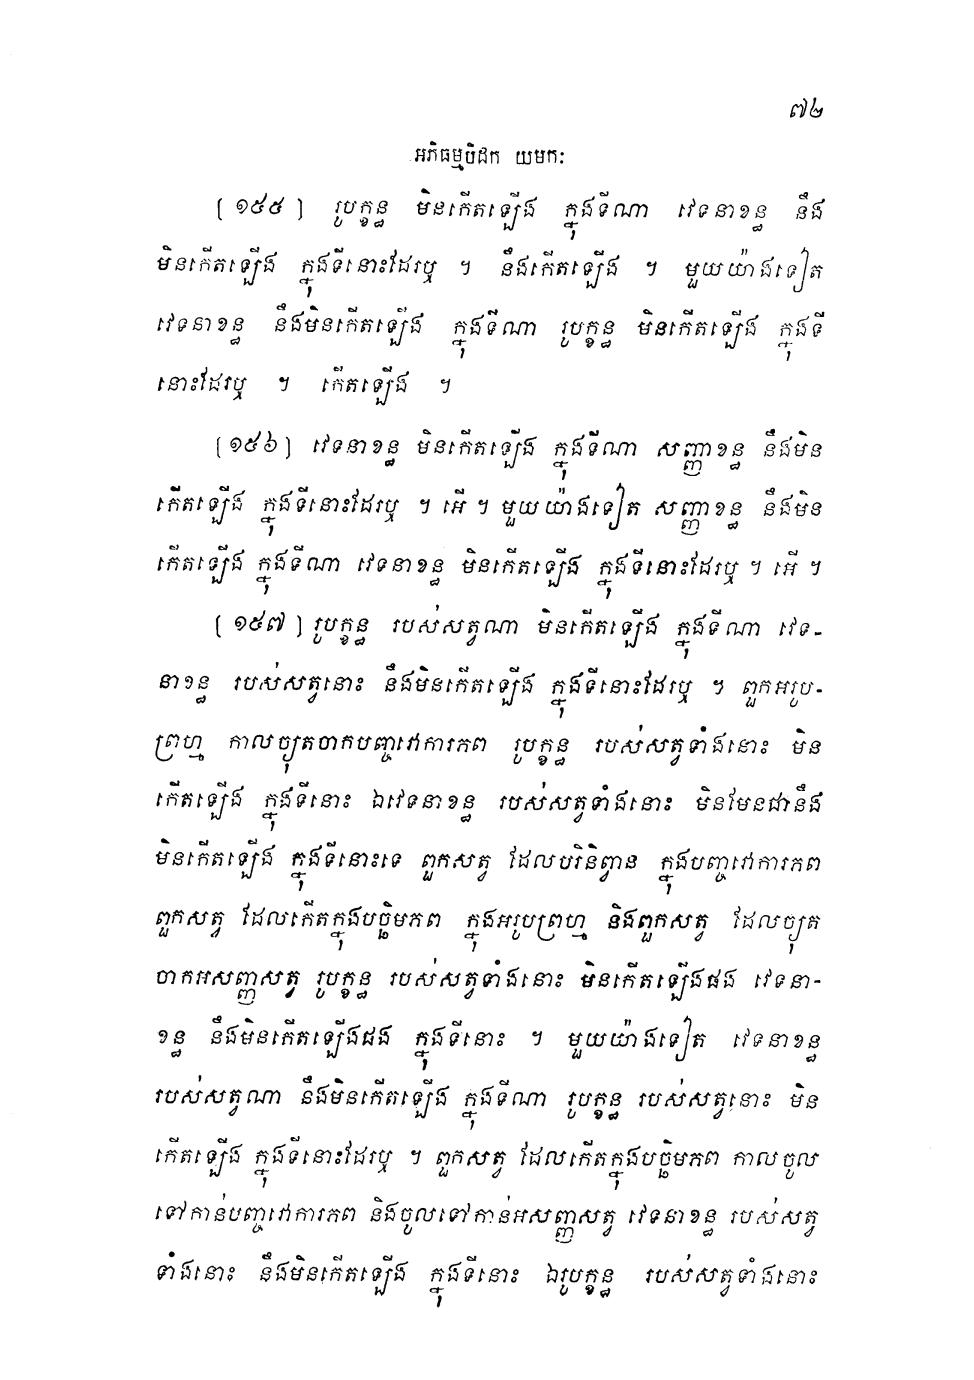 ៧២
អភិធម្មបិដក យមកៈ
[ ១៥៥ ] រូបក្ខន្ធ មិនកើតឡើង ក្នុងទីណា វេទនាខន្ធ នឹង
មិនកើតឡើង ក្នុងទីនោះដែរឬ ។ នឹងកើតឡើង ។ មួយយ៉ាងទៀត
វេទនាខន្ធ នឹងមិនកើតឡើង ក្នុងទីណា រូបក្ខន្ធ មិនកើតឡើង ក្នុងទី
នោះដែរឬ ។ កើតឡើង ។
[ ១៥៦ ] វេទនាខន្ធ មិនកើតឡើង ក្នុងទីណា សញ្ញាខន្ធ នឹងមិន
កើតឡើង ក្នុងទីនោះដែរឬ ។ អើ ។ មួយយ៉ាងទៀត សញ្ញាខន្ធ នឹងមិន
កើតឡើង ក្នុងទីណា វេទនាខន្ធ មិនកើតឡើង ក្នុងទីនោះដែរឬ ។ អើ ។
[ ១៥៧ ] រូបក្ខន្ធ របស់សត្វណា មិនកើតឡើង ក្នុងទីណា វេទ-
នាខន្ធ របស់សត្វនោះ នឹងមិនកើតឡើង ក្នុងទីនោះដែរឬ ។ ពួកអរូប-
ព្រហ្ម កាលច្យុតចាកបញ្ចវោការភព រូបក្ខន្ធ របស់សត្វទាំងនោះ មិន
កើតឡើង ក្នុងទីនោះ ឯវេទនាខន្ធ របស់សត្វទាំងនោះ មិនមែនជានឹង
មិនកើតឡើង ក្នុងទីនោះទេ ពួកសត្វ ដែលបរិនិព្វាន ក្នុងបញ្ចវោការភព
ពួកសត្វ ដែលកើតក្នុងបច្ឆិមភព ក្នុងអរូបព្រហ្ម និងពួកសត្វ ដែលច្យុត
ចាកអសញ្ញសត្វ រូបក្ខន្ធ របស់សត្វទាំងនោះ មិនកើតឡើងផង វេទនា-
ខន្ធ នឹងមិនកើតឡើងផង ក្នុងទីនោះ ។ មួយយ៉ាងទៀត វេទនាខន្ធ
របស់សត្វណា នឹងមិនកើតឡើង ក្នុងទីណា រូបក្ខន្ធ របស់សត្វនោះ មិន
កើតឡើង ក្នុងទីនោះដែរឬ ។ ពួកសត្វ ដែលកើតក្នុងបច្ឆិមភព កាលចូល
ទៅកាន់បញ្ចវោការភព និងចូលទៅកាន់អសញ្ញសត្វ វេទនាខន្ធ របស់សត្វ
ទាំងនោះ នឹងមិនកើតឡើង ក្នុងទីនោះ ឯរូបក្ខន្ធ របស់សត្វទាំងនោះ